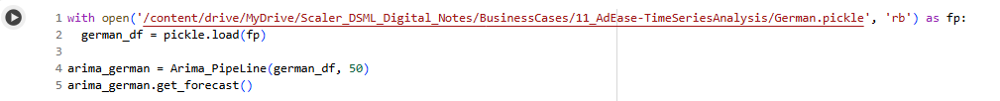 1 with open('/content/drive/MyDrive/Scaler_DSML_Digital_Notes/BusinessCases/11_AdEase-TimeSeriesAnalysis/German.pickle', 'rb') as fp:
2   german_df = pickle.load(fp)
3
4 arima_german = Arima_PipeLine(german_df, 50)
5 arima_german.get_forecast()